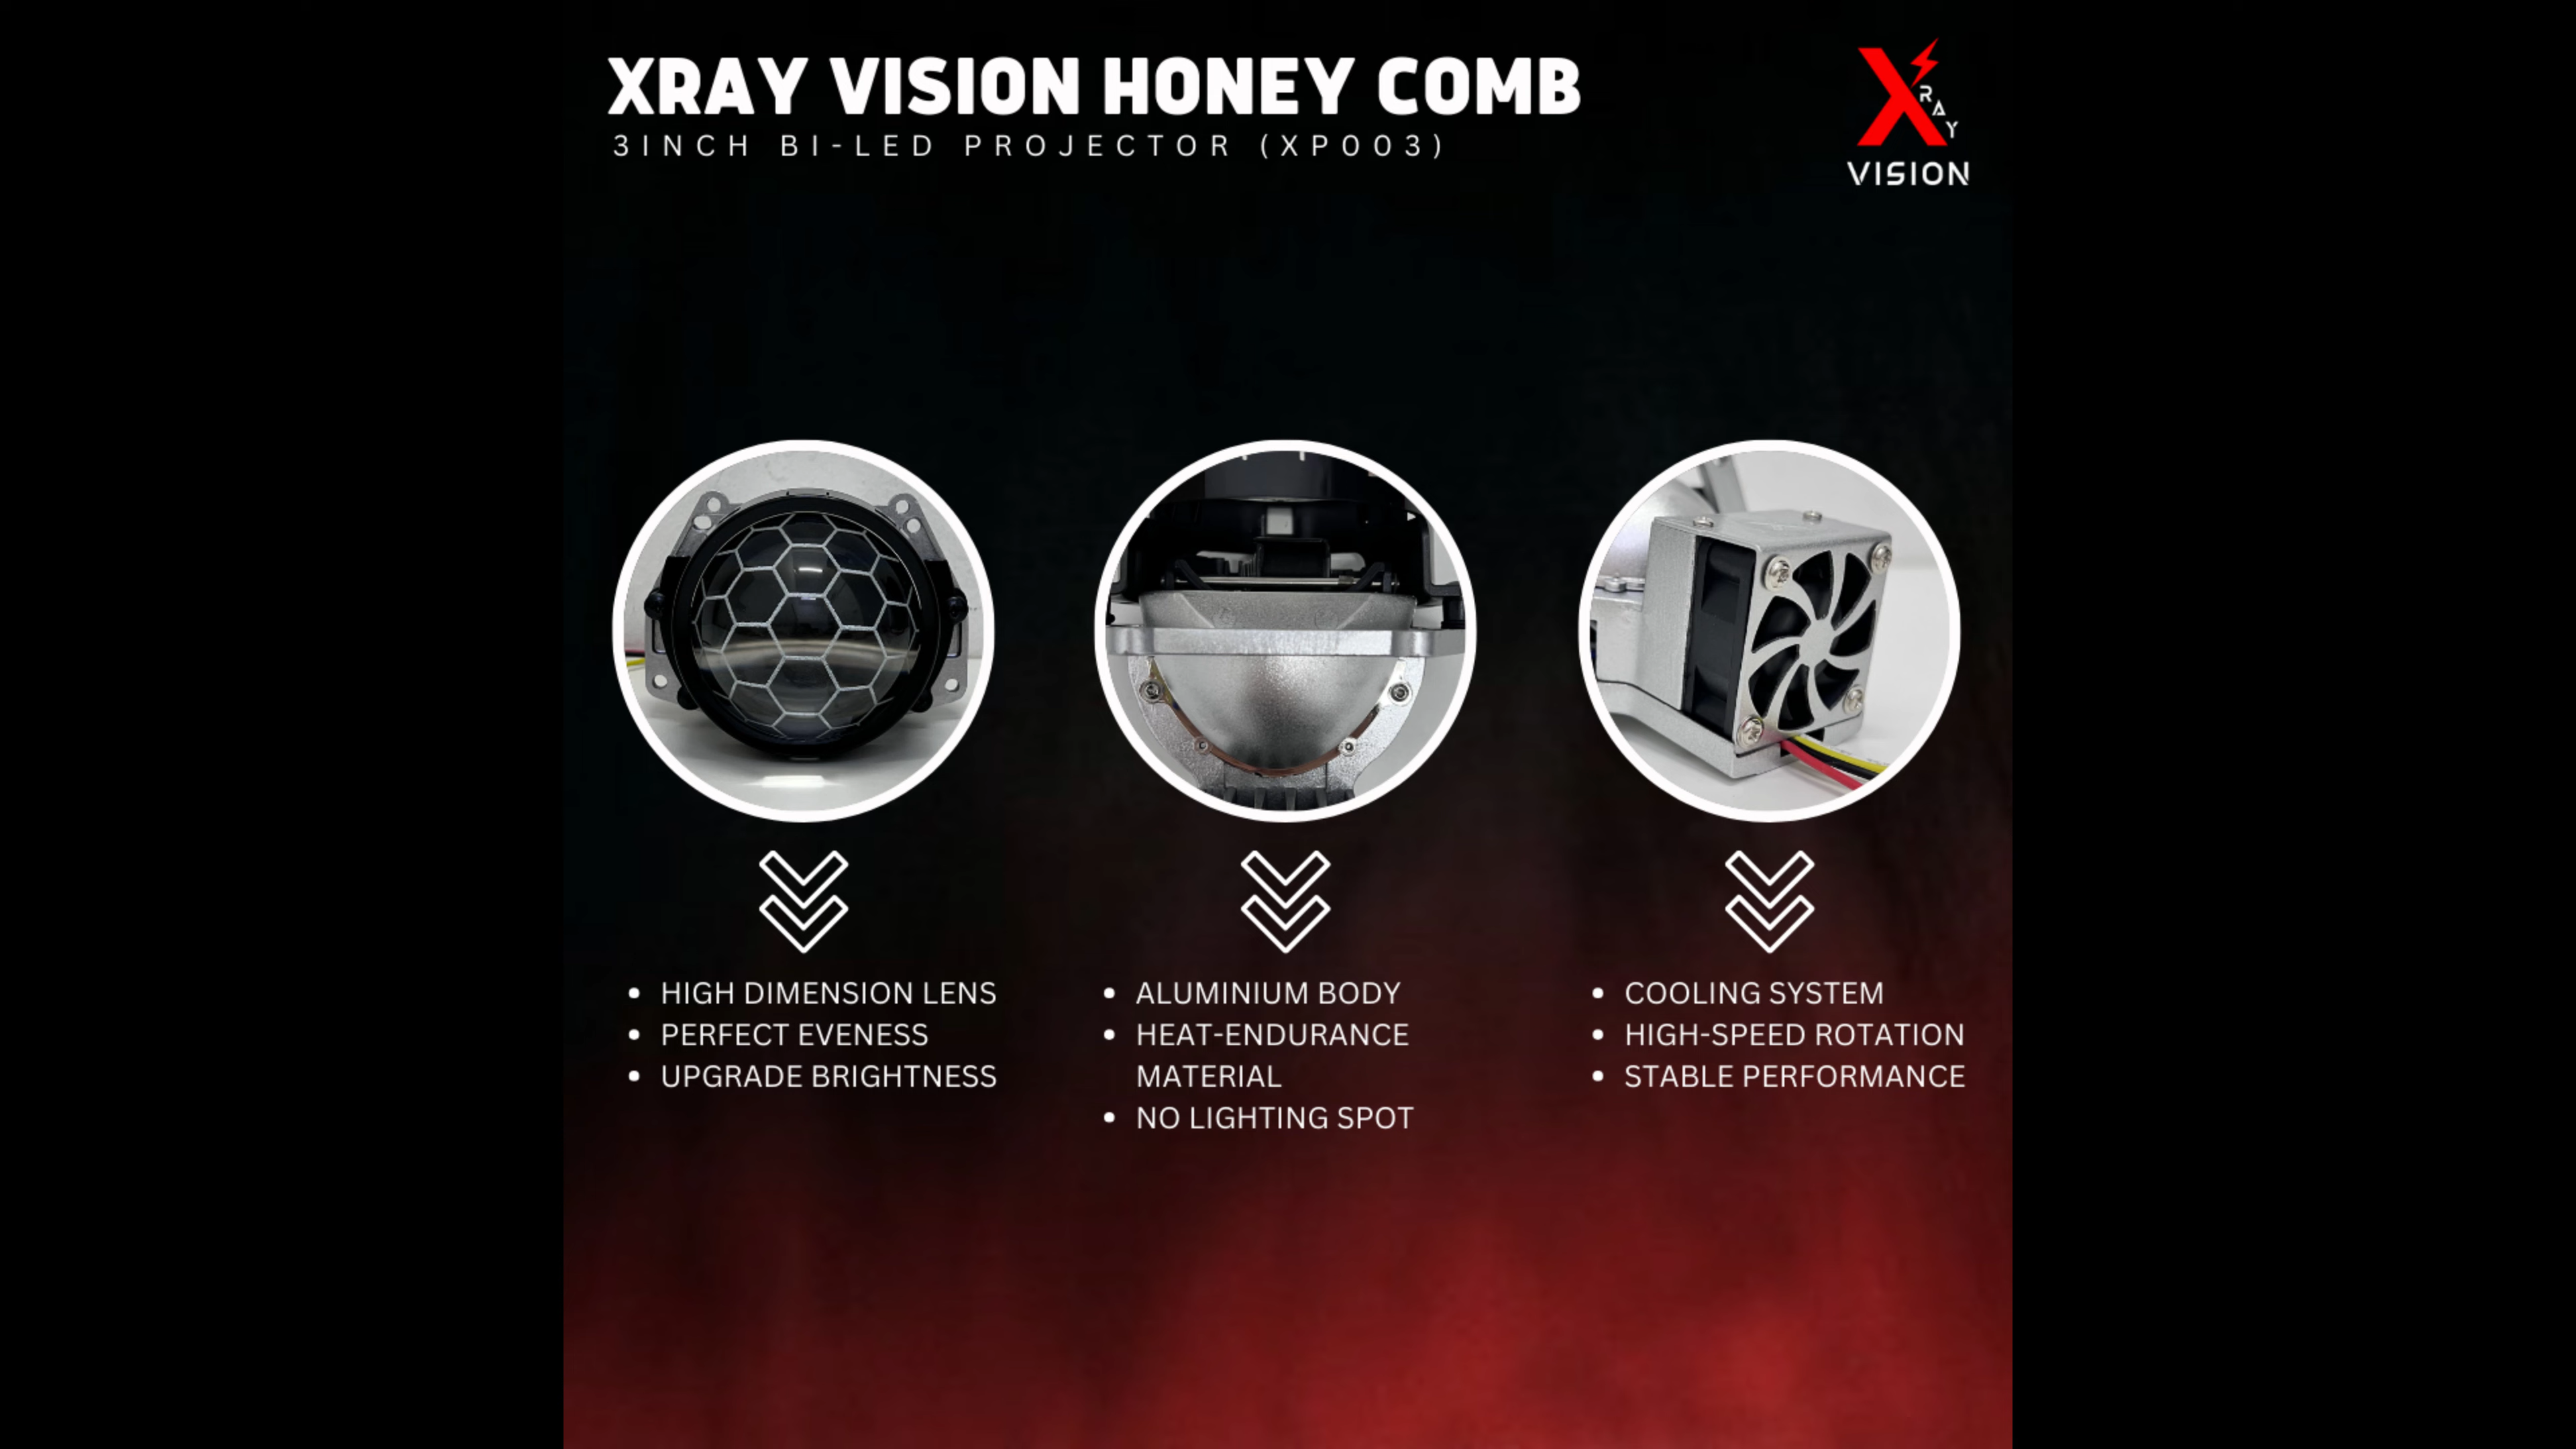 XRAY VISION HONEY COMB
3INCH BI-LED PROJECTOR (XP003)
XRAY
VISION
• HIGH DIMENSION LENS
• PERFECT EVENESS
• UPGRADE BRIGHTNESS
• ALUMINIUM BODY
• HEAT-ENDURANCE
MATERIAL
• NO LIGHTING SPOT
• COOLING SYSTEM
• HIGH-SPEED ROTATION
• STABLE PERFORMANCE